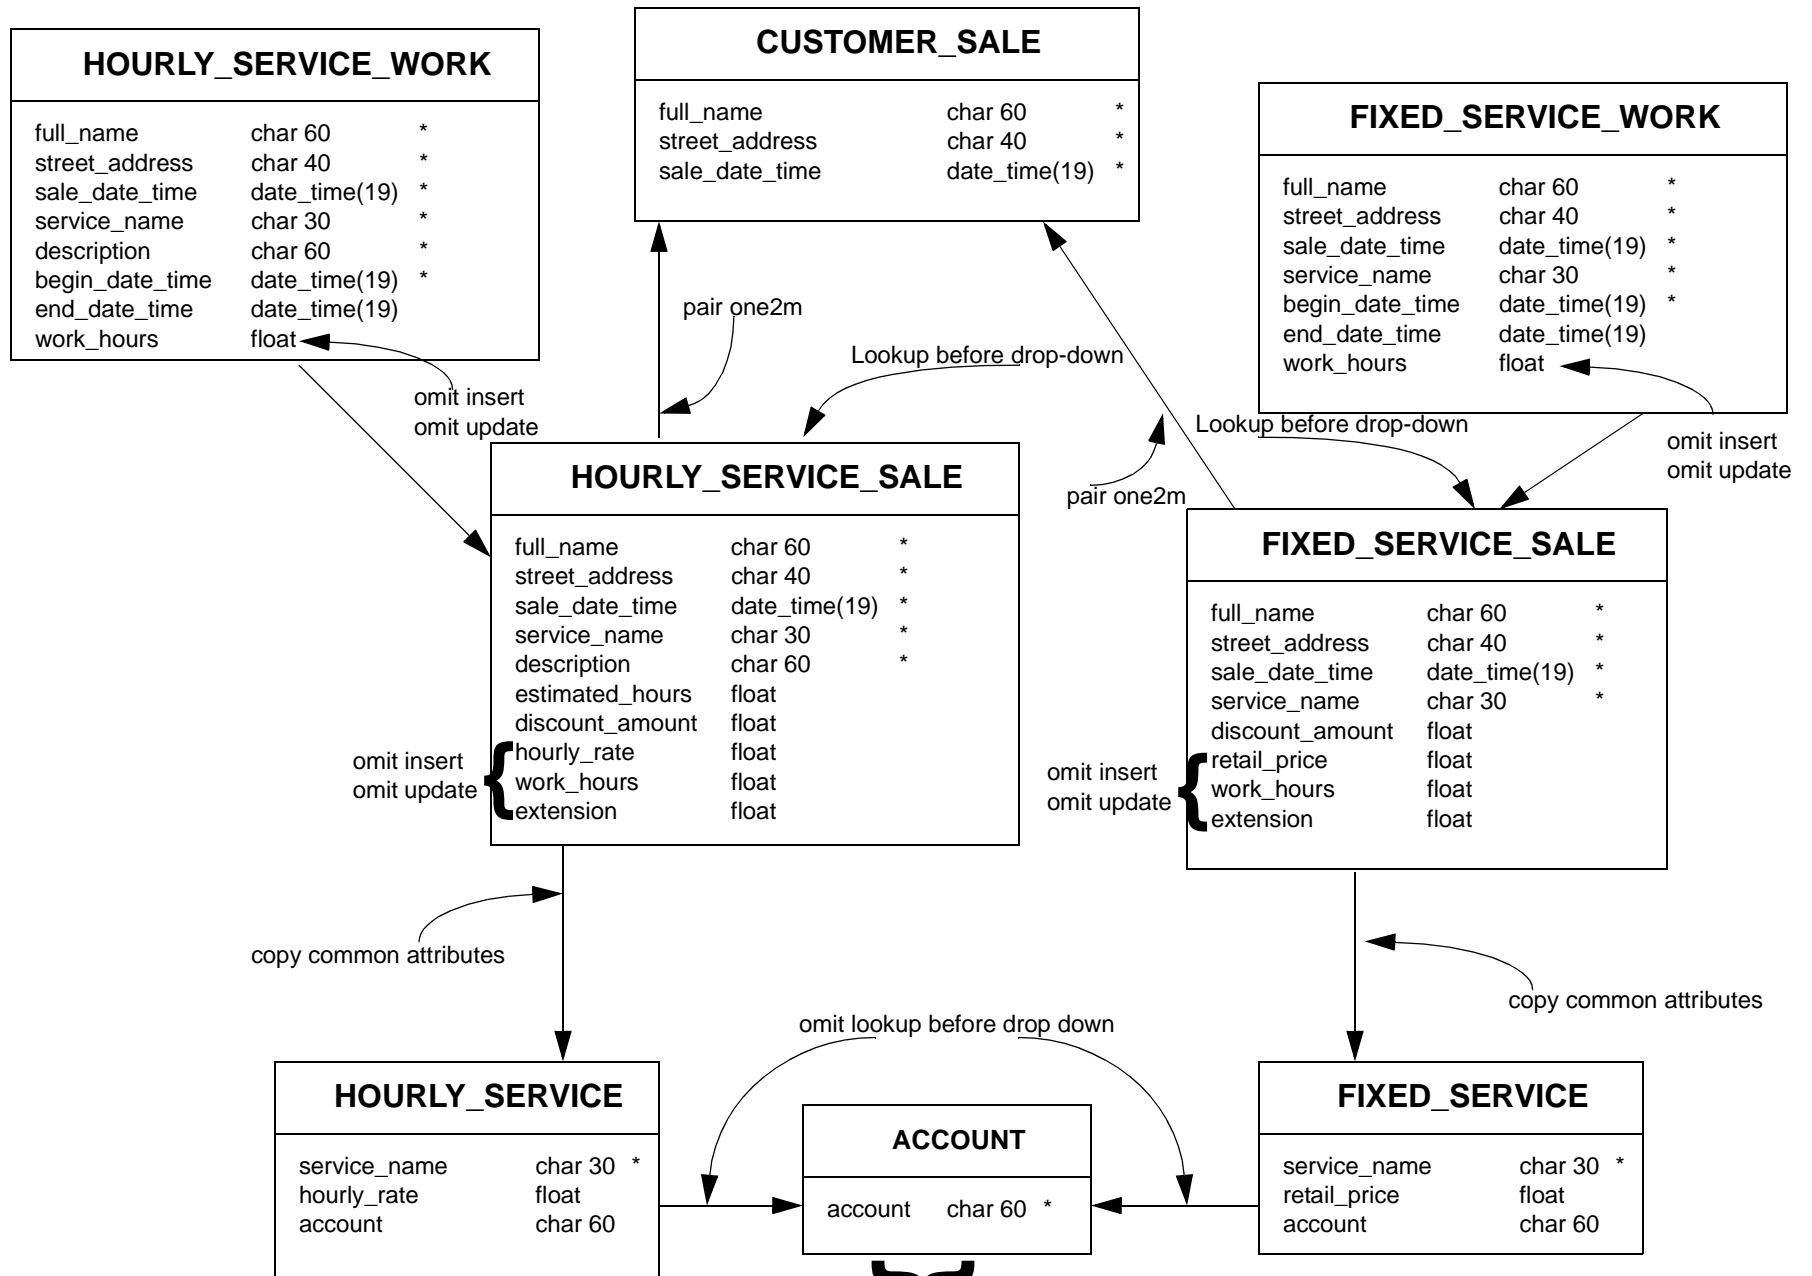 HOURLY_SERVICE_WORK
full_name char 60 *
street_address char 40 *
sale_date_time date_time(19) *
service_name char 30 *
description char 60 *
begin_date_time date_time(19) *
end_date_time date_time(19)
work_hours float
omit insert
omit update
CUSTOMER_SALE
full_name char 60 *
street_address char 40 *
sale_date_time date_time(19) *
FIXED_SERVICE_WORK
full_name char 60 *
street_address char 40 *
sale_date_time date_time(19) *
service_name char 30 *
begin_date_time date_time(19) *
end_date_time date_time(19)
work_hours float
omit insert
omit update
pair one2m
Lookup before drop-down
pair one2m
Lookup before drop-down
HOURLY_SERVICE_SALE
full_name char 60 *
street_address char 40 *
sale_date_time date_time(19) *
service_name char 30 *
description char 60 *
estimated_hours float
discount_amount float
hourly_rate float
work_hours float
extension float
omit insert
omit update
FIXED_SERVICE_SALE
full_name char 60 *
street_address char 40 *
sale_date_time date_time(19) *
service_name char 30 *
discount_amount float
retail_price float
work_hours float
extension float
omit insert
omit update
copy common attributes
copy common attributes
omit lookup before drop down
HOURLY_SERVICE
service_name char 30 *
hourly_rate float
account char 60
ACCOUNT
account char 60 *
FIXED_SERVICE
service_name char 30 *
retail_price float
account char 60